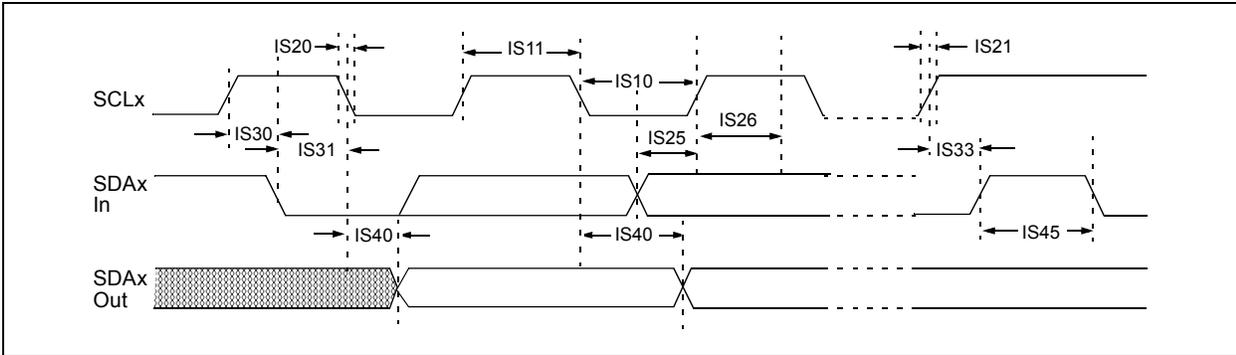 IS20
IS11
IS21
IS10
SCLx
IS30
IS31
IS25
IS26
IS33
SDAx
In
IS40
IS40
IS45
SDAx
Out